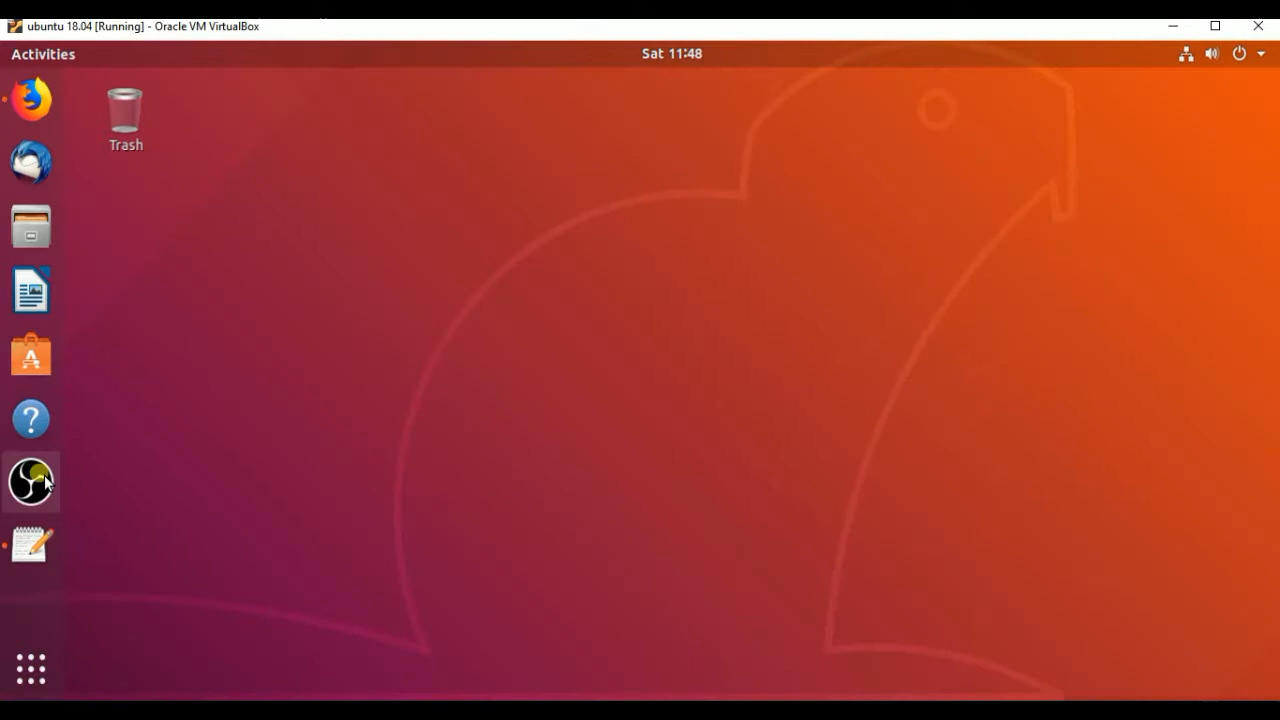 ubuntu 18.04 [Running] - Oracle VM VirtualBox
Activities
Sat 11:48
Trash